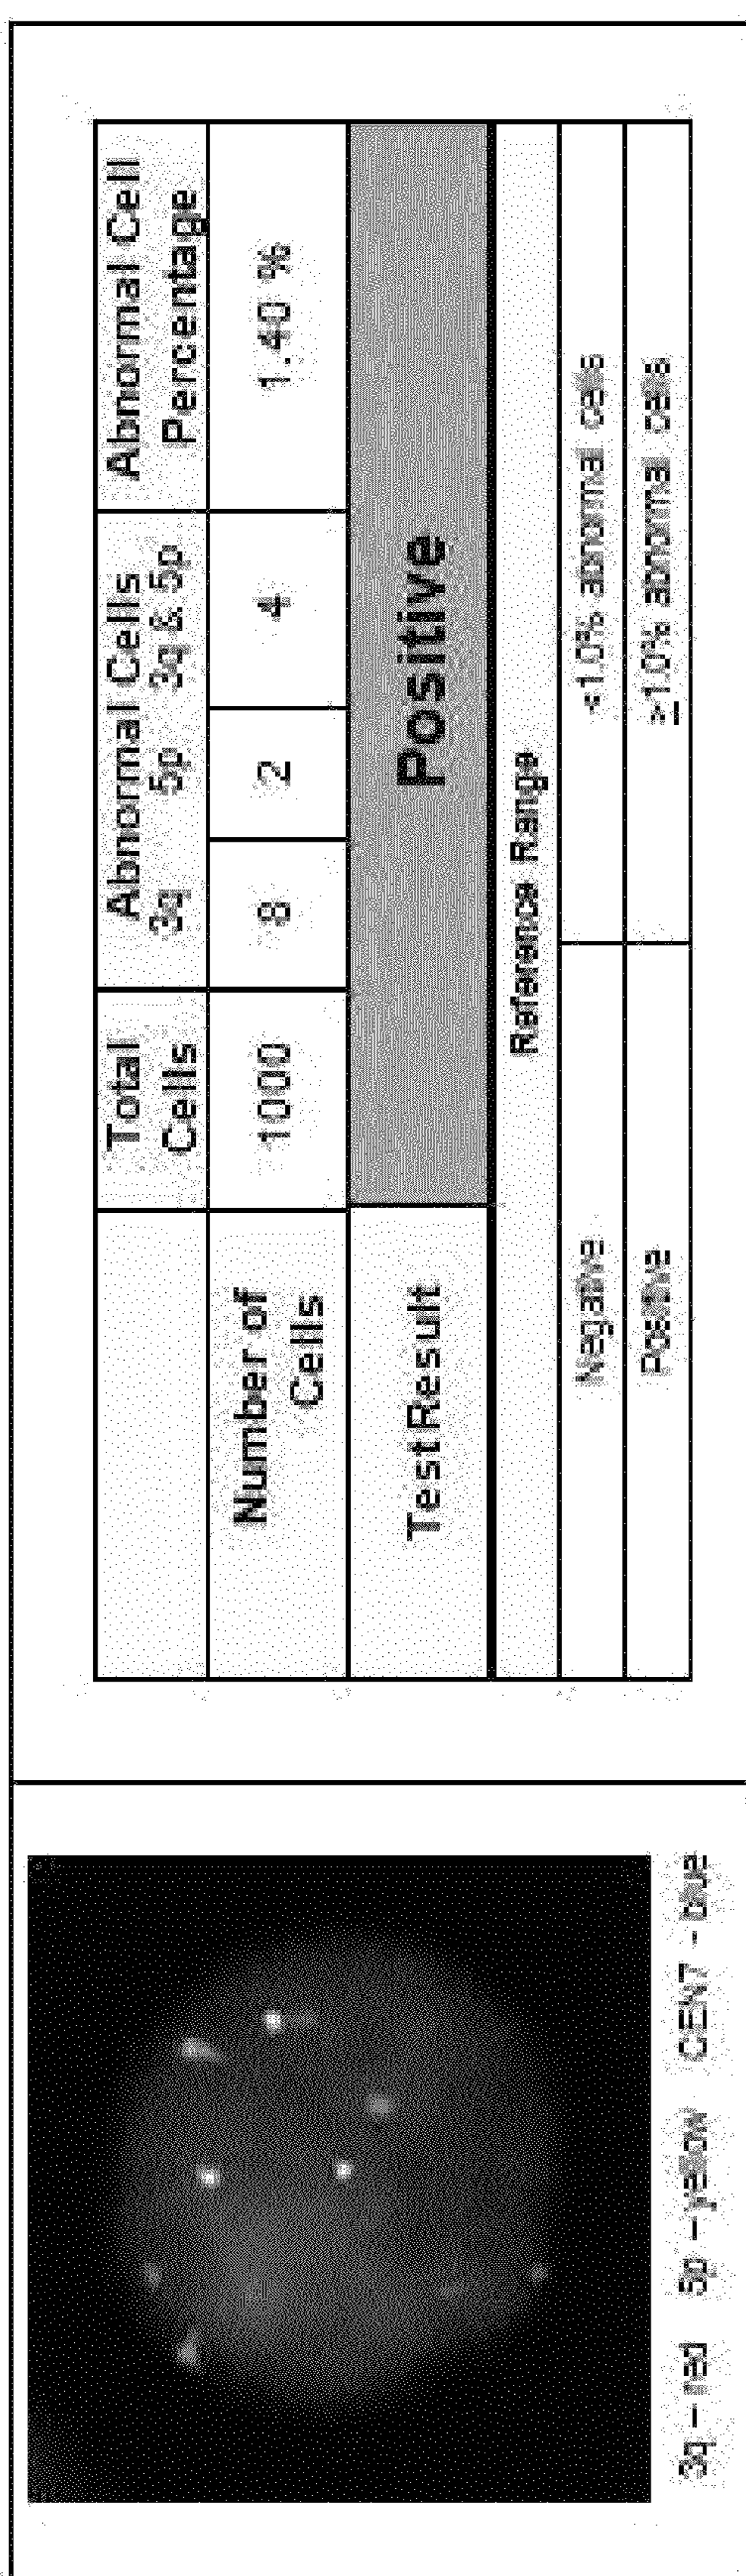 3q – red 5p – yellow CENT - blue
Total Cells
Abnormal Cells
3q 5p 3q & 5p
Abnormal Cell Percentage
Number of Cells
1000
8
2
4
1.40 %
Test Result
Positive
Reference Range
Negative
<1.0% abnormal cells
Positive
≥1.0% abnormal cells